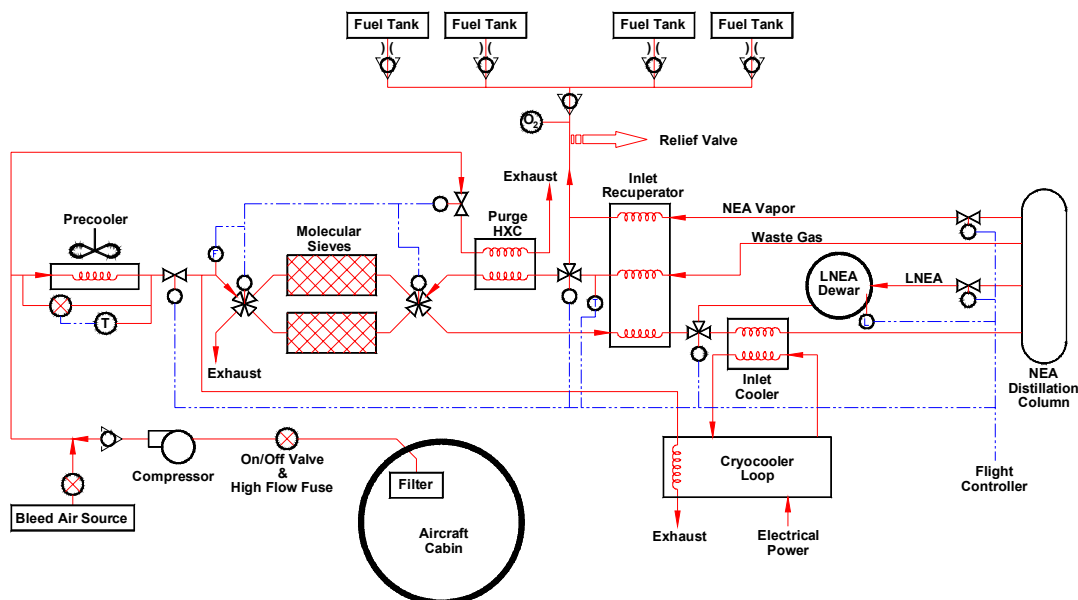 Fuel Tank
Fuel Tank
Fuel Tank
Fuel Tank
O2
Relief Valve
Exhaust
Inlet
Recuperator
Precooler
Molecular
Sieves
Purge
HXC
NEA Vapor
Waste Gas
F
LNEA
Dewar
LNEA
T
T
L
Exhaust
Inlet
Cooler
NEA
Distillation
Column
Compressor
On/Off Valve
&
High Flow Fuse
Filter
Cryocooler
Loop
Flight
Controller
Bleed Air Source
Aircraft
Cabin
Exhaust
Electrical
Power